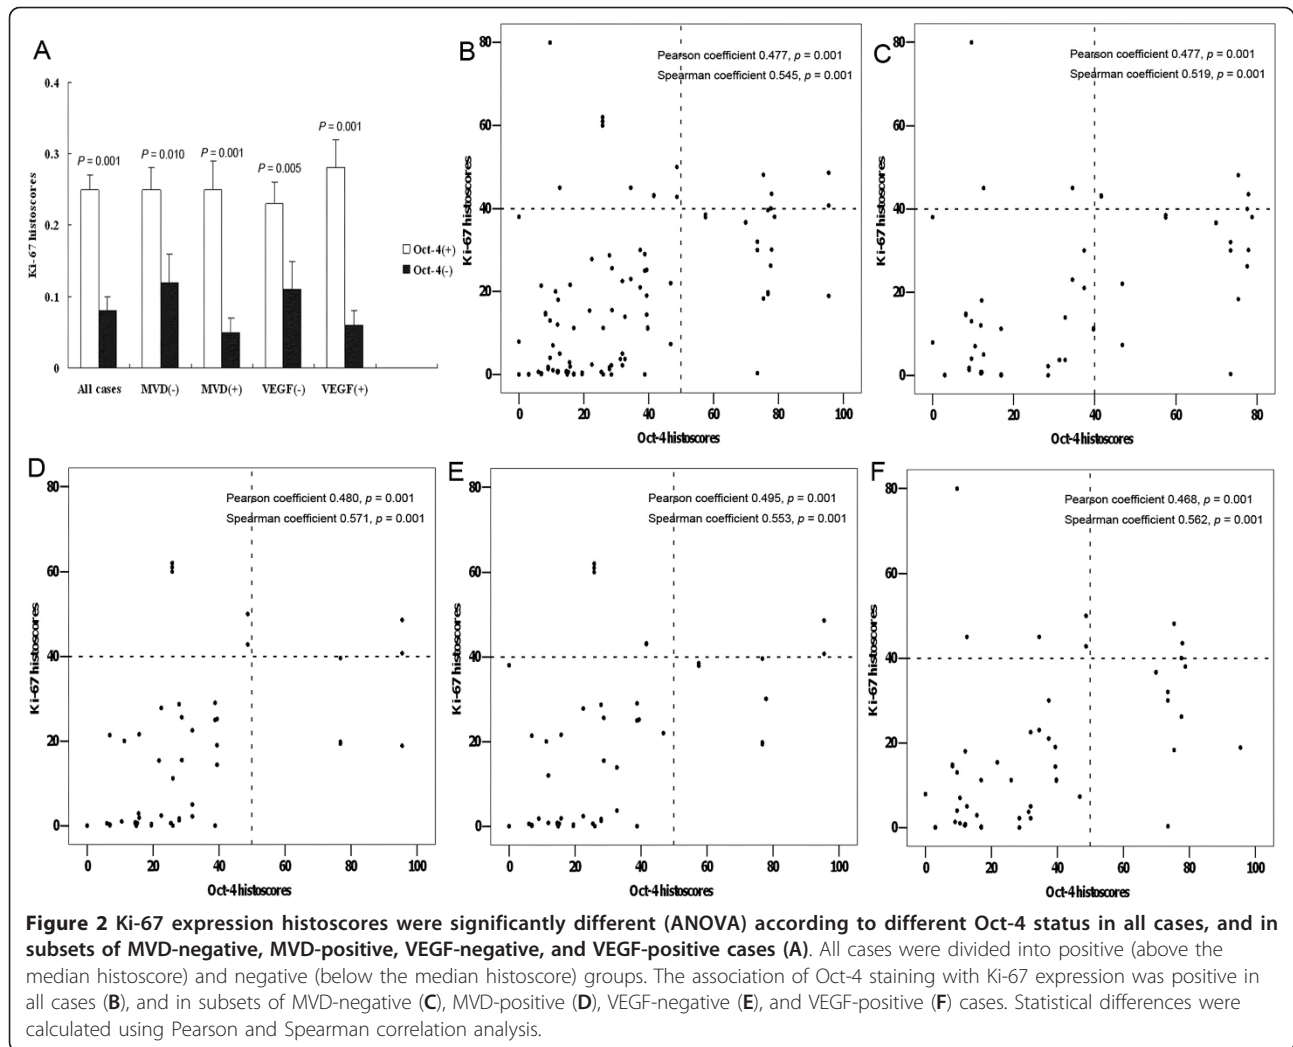 A
0.4
0.3
0.2
0.1
0
Ki-67 histoscores
P = 0.001
P = 0.010
P = 0.001
P = 0.005
P = 0.001
Oct-4(+)
Oct-4(-)
All cases
MVD(-)
MVD(+)
VEGF(-)
VEGF(+)
B
Pearson coefficient 0.477, p = 0.001
Spearman coefficient 0.545, p = 0.001
80
60
40
20
0
Ki-67 histoscores
0 20 40 60 80 100
Oct-4 histoscores
C
Pearson coefficient 0.477, p = 0.001
Spearman coefficient 0.519, p = 0.001
80
60
40
20
0
Ki-67 histoscores
0 20 40 60 80
Oct-4 histoscores
D
Pearson coefficient 0.480, p = 0.001
Spearman coefficient 0.571, p = 0.001
80
60
40
20
0
Ki-67 histoscores
0 20 40 60 80 100
Oct-4 histoscores
E
Pearson coefficient 0.495, p = 0.001
Spearman coefficient 0.553, p = 0.001
80
60
40
20
0
Ki-67 histoscores
0 20 40 60 80 100
Oct-4 histoscores
F
Pearson coefficient 0.468, p = 0.001
Spearman coefficient 0.562, p = 0.001
80
60
40
20
0
Ki-67 histoscores
0 20 40 60 80 100
Oct-4 histoscores
Figure 2 Ki-67 expression histoscores were significantly different (ANOVA) according to different Oct-4 status in all cases, and in
subsets of MVD-negative, MVD-positive, VEGF-negative, and VEGF-positive cases (A). All cases were divided into positive (above the
median histoscore) and negative (below the median histoscore) groups. The association of Oct-4 staining with Ki-67 expression was positive in
all cases (B), and in subsets of MVD-negative (C), MVD-positive (D), VEGF-negative (E), and VEGF-positive (F) cases. Statistical differences were
calculated using Pearson and Spearman correlation analysis.